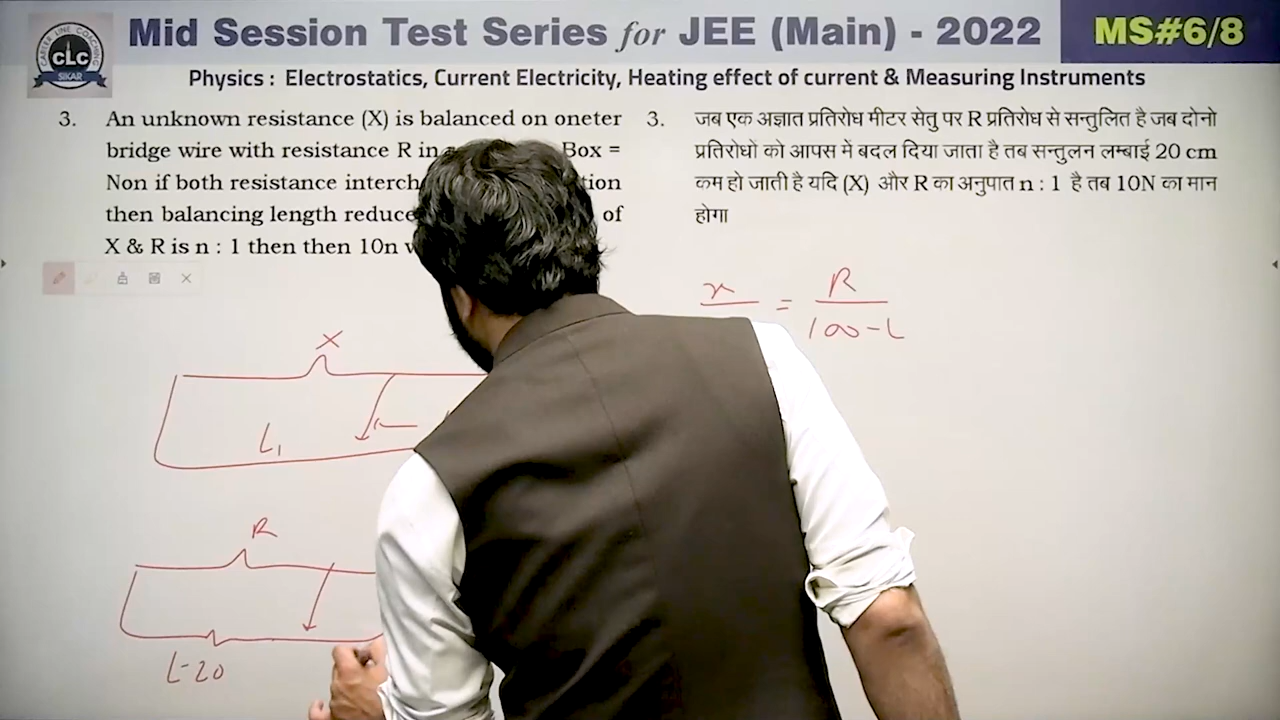 Mid Session Test Series for JEE (Main) - 2022
MS#6/8
CAREER LINE COACHING
CLC
SIKAR
Physics : Electrostatics, Current Electricity, Heating effect of current & Measuring Instruments
3. An unknown resistance (X) is balanced on oneter
bridge wire with resistance R in Box =
Non if both resistance interch tion
then balancing length reduce of
X & R is n : 1 then then 10n
3. जब एक अज्ञात प्रतिरोध मीटर सेतु पर R प्रतिरोध से सन्तुलित है जब दोनो
प्रतिरोधों को आपस में बदल दिया जाता है तब सन्तुलन लम्बाई 20 cm
कम हो जाती है यदि (X) और R का अनुपात n : 1 है तब 10N का मान
होगा
x = R
100-L
X
L₁
R
L-20